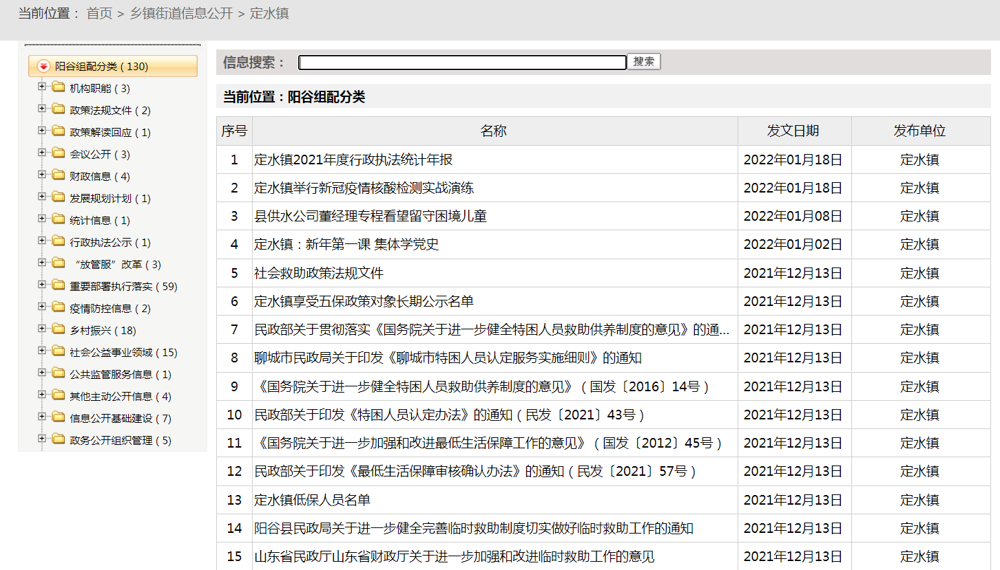 当前位置： 首页 > 乡镇街道信息公开 > 定水镇
阳谷组配分类 ( 130)
机构职能 ( 3)
政策法规文件 ( 2)
政策解读回应 ( 1)
会议公开 ( 3)
财政信息 ( 4)
发展规划计划 ( 1)
统计信息 ( 1)
行政执法公示 ( 1)
“放管服”改革 ( 3)
重要部署执行落实 ( 59)
疫情防控信息 ( 2)
乡村振兴 ( 18)
社会公益事业领域 ( 15)
公共监管服务信息 ( 1)
其他主动公开信息 ( 4)
信息公开基础建设 ( 7)
政务公开组织管理 ( 5)
信息搜索： 搜索
当前位置：阳谷组配分类
序号 名称 发文日期 发布单位
1 定水镇2021年度行政执法统计年报 2022年01月18日 定水镇
2 定水镇举行新冠疫情核酸检测实战演练 2022年01月18日 定水镇
3 县供水公司董经理专程看望留守困境儿童 2022年01月08日 定水镇
4 定水镇：新年第一课 集体学党史 2022年01月02日 定水镇
5 社会救助政策法规文件 2021年12月13日 定水镇
6 定水镇享受五保政策对象长期公示名单 2021年12月13日 定水镇
7 民政部关于贯彻落实《国务院关于进一步健全特困人员救助供养制度的意见》的通... 2021年12月13日 定水镇
8 聊城市民政局关于印发《聊城市特困人员认定服务实施细则》的通知 2021年12月13日 定水镇
9 《国务院关于进一步健全特困人员救助供养制度的意见》（国发〔2016〕14号） 2021年12月13日 定水镇
10 民政部关于印发《特困人员认定办法》的通知（民发〔2021〕43号） 2021年12月13日 定水镇
11 《国务院关于进一步加强和改进最低生活保障工作的意见》（国发〔2012〕45号） 2021年12月13日 定水镇
12 民政部关于印发《最低生活保障审核确认办法》的通知（民发〔2021〕57号） 2021年12月13日 定水镇
13 定水镇低保人员名单 2021年12月13日 定水镇
14 阳谷县民政局关于进一步健全完善临时救助制度切实做好临时救助工作的通知 2021年12月13日 定水镇
15 山东省民政厅山东省财政厅关于进一步加强和改进临时救助工作的意见 2021年12月13日 定水镇